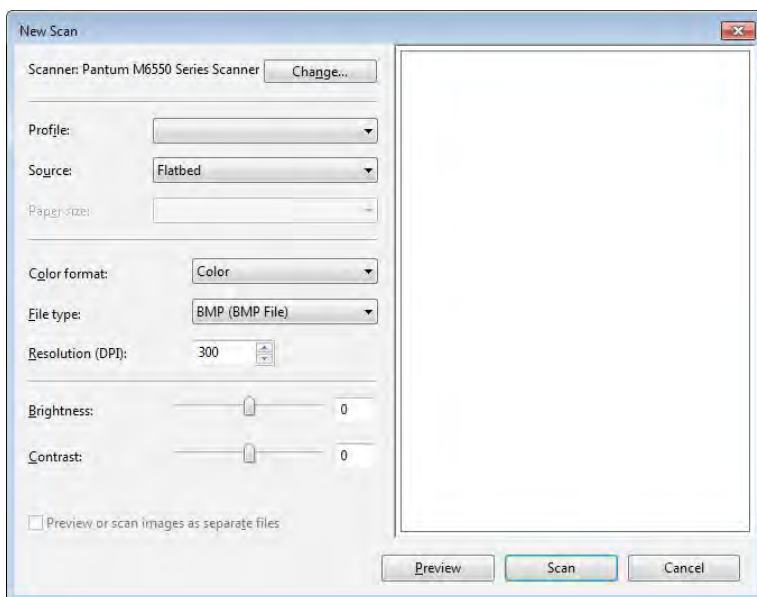 New Scan
Scanner: Pantum M6550 Series Scanner Change...
Profile:
Source: Flatbed
Paper size:
Color format: Color
File type: BMP (BMP File)
Resolution (DPI): 300
Brightness: 0
Contrast: 0
Preview or scan images as separate files
Preview Scan Cancel